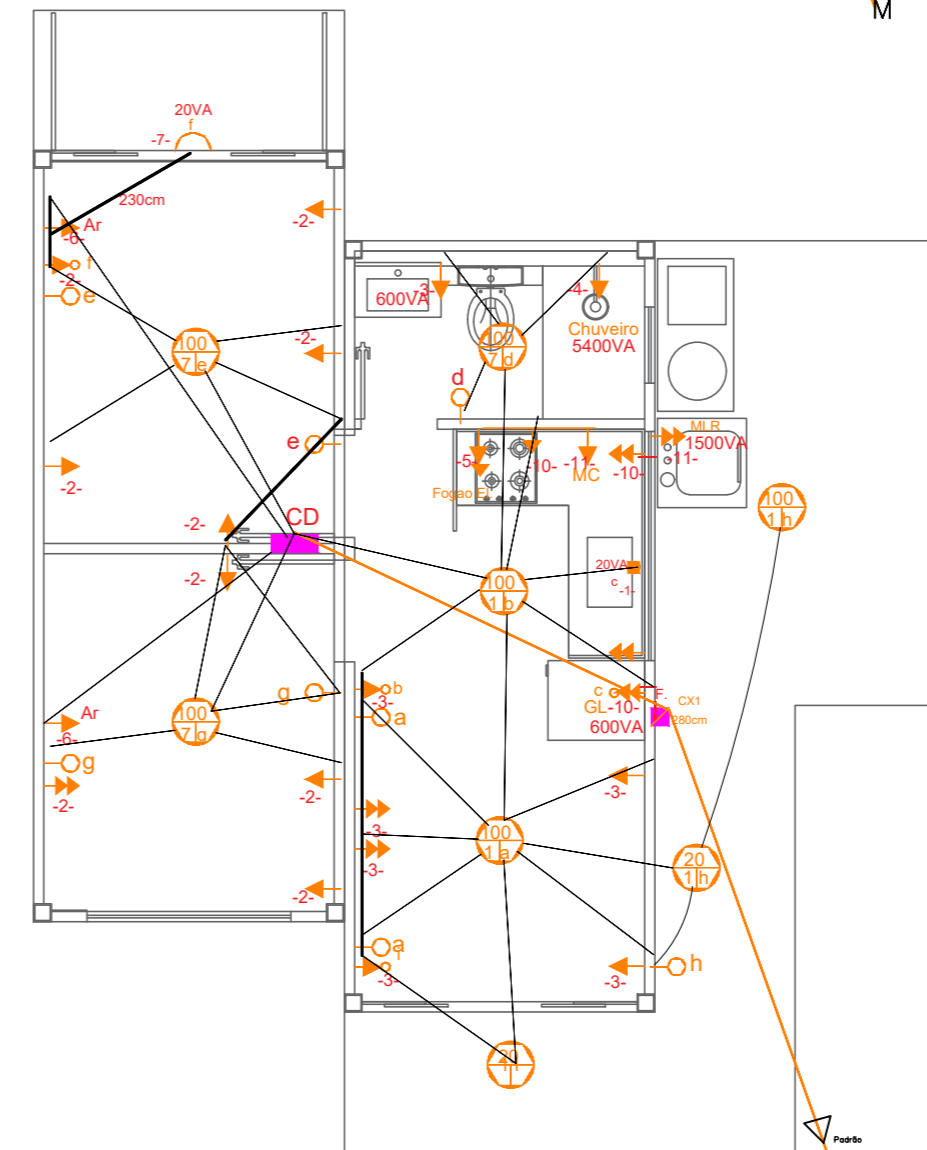 M
20VA
f
-7-
230cm
Ar
-6-
-2-
f
-2-
e
100
7 e
-2-
600VA
-3-
-4-
100
7 d
Chuveiro
5400VA
d
e
-2-
MLR
1500VA
-5-
-10-
-11-
MC
-10-
-11-
Fogao El
100
1 h
-2-
CD
-2-
20VA
c
-1-
100
1 b
g
b
-3-
a
c
F.
GL-10-
600VA
CX1
280cm
Ar
-6-
100
7 g
g
-2-
-2-
-3-
-3-
-3-
100
1 a
20
1 h
-2-
a
-3-
-3-
h
20
Padrão